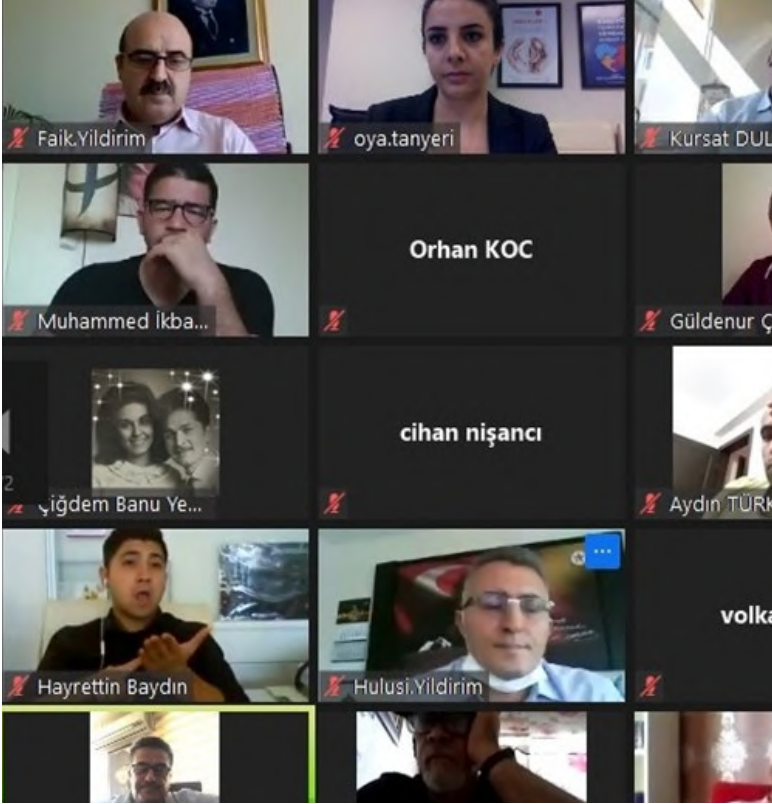 Faik.Yildirim
oya.tanyeri
Kursat DUL
Muhammed İkba...
Orhan KOC
Güldenur Ç
2
Çiğdem Banu Ye...
cihan nişancı
Aydın TÜRK
Hayrettin Baydın
Hulusi.Yildirim
volka